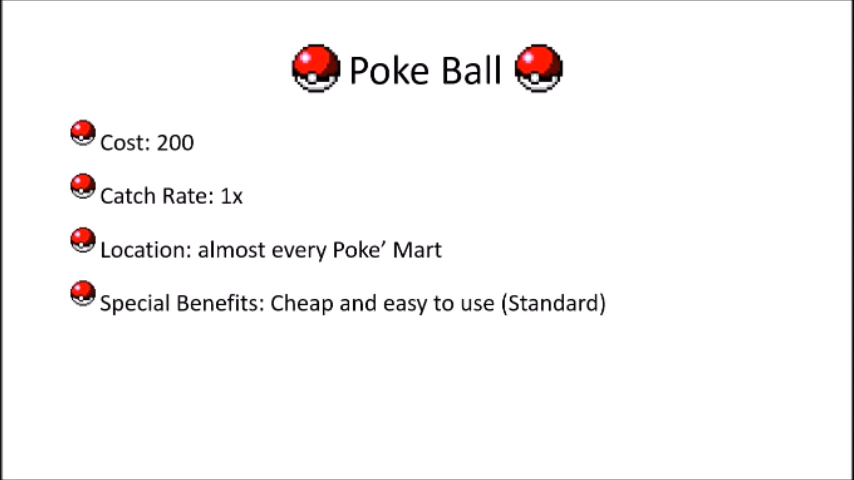 Poke Ball
Cost: 200
Catch Rate: 1x
Location: almost every Poke’ Mart
Special Benefits: Cheap and easy to use (Standard)